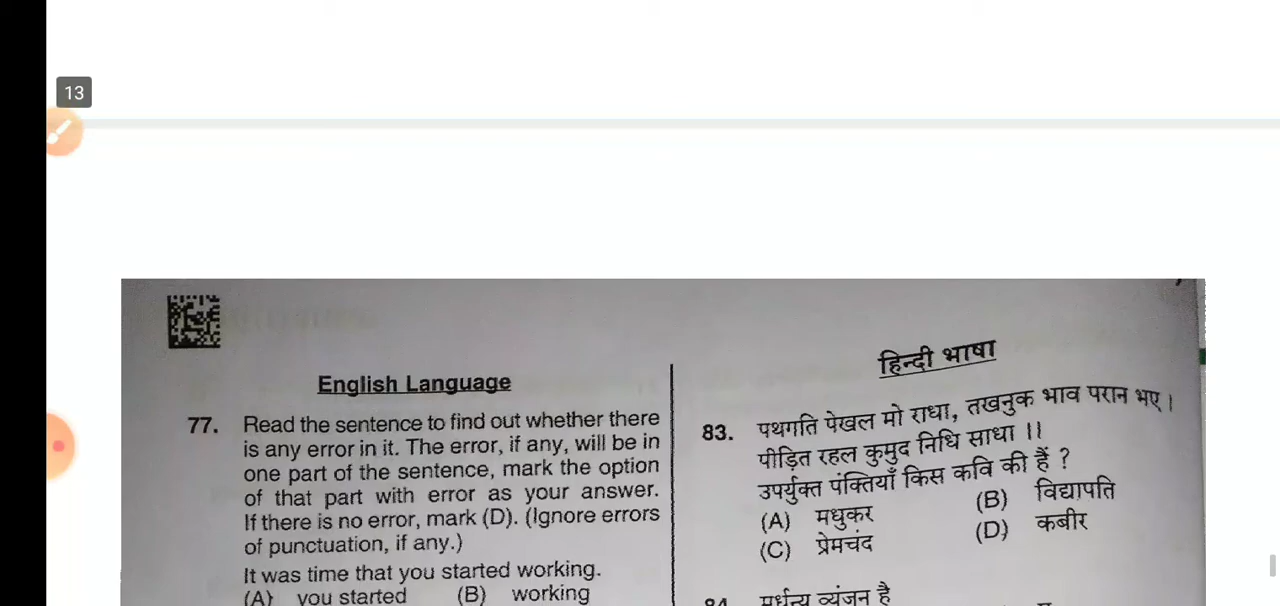 13
English Language
77. Read the sentence to find out whether there
is any error in it. The error, if any, will be in
one part of the sentence, mark the option
of that part with error as your answer.
If there is no error, mark (D). (Ignore errors
of punctuation, if any.)
It was time that you started working.
(A) you started (B) working
हिन्दी भाषा
83. पथगति पेखल मो राधा, तखनुक भाव परान भए।
पीड़ित रहल कुमुद निधि साधा ।।
उपर्युक्त पंक्तियाँ किस कवि की हैं ?
(A) मधुकर (B) विद्यापति
(C) प्रेमचंद (D) कबीर
84. मूर्धन्य व्यंजन है